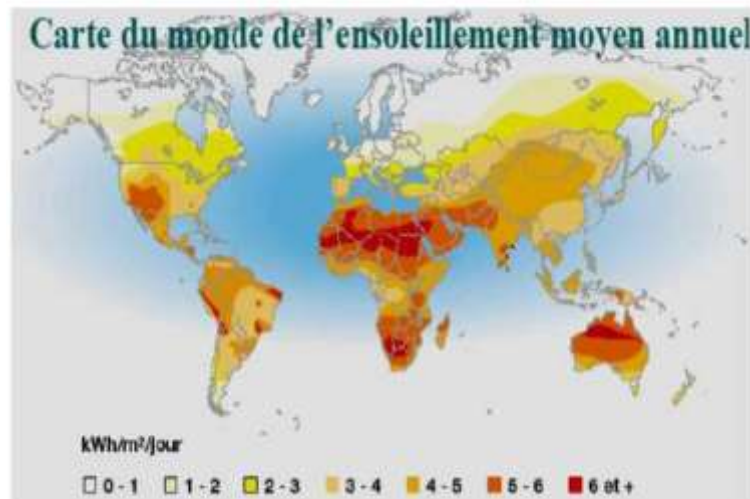 Carte du monde de l'ensoleillement moyen annuel
kWh/m²/jour
0 - 1 1 - 2 2 - 3 3 - 4 4 - 5 5 - 6 6 et +